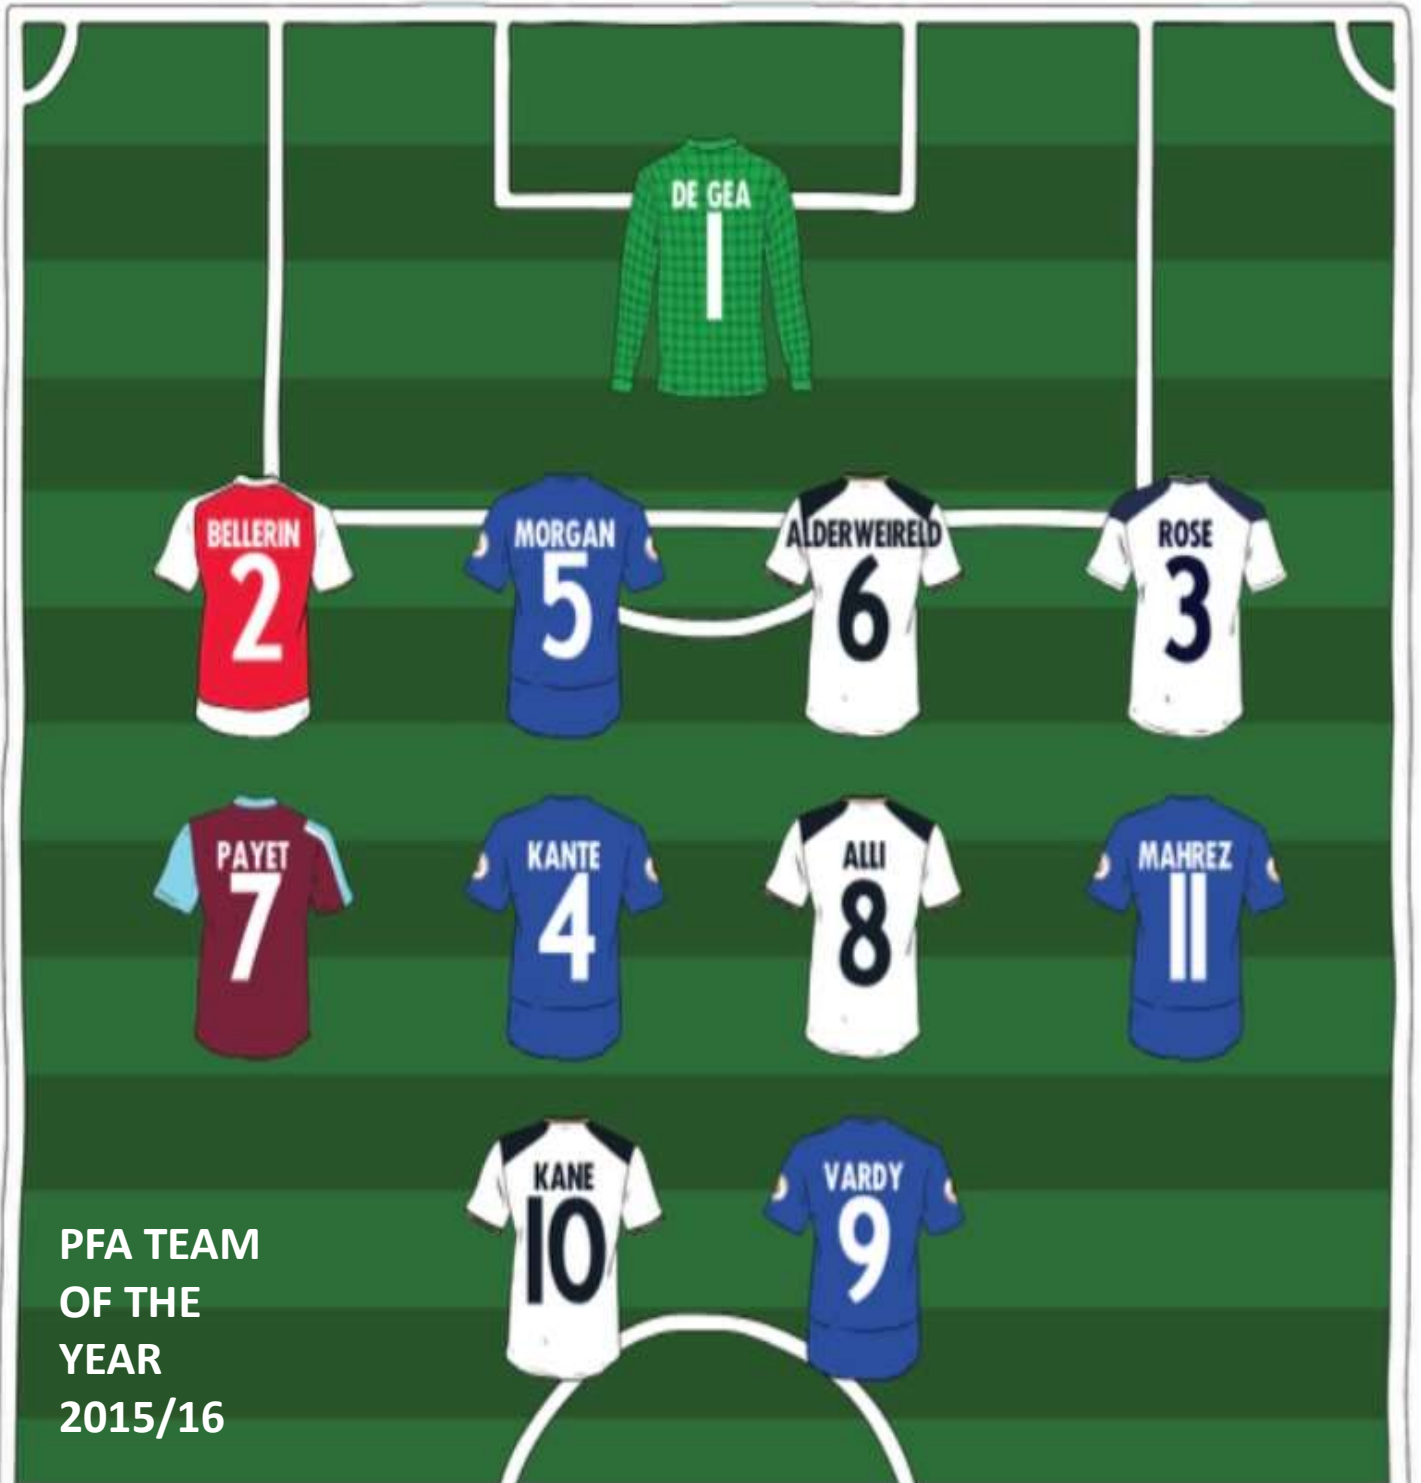 DE GEA
1
BELLERIN
2
MORGAN
5
ALDERWEIRELD
6
ROSE
3
PAYET
7
KANTE
4
ALLI
8
MAHREZ
11
KANE
10
VARDY
9
PFA TEAM
OF THE
YEAR
2015/16